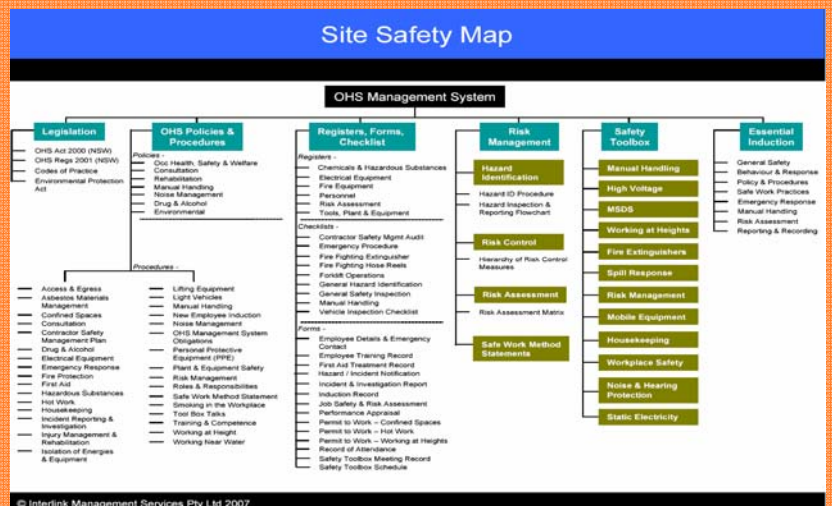 Site Safety Map
OHS Management System
Legislation
OHS Act 2000 (NSW)
OHS Regs 2001 (NSW)
Codes of Practice
Environmental Protection
Act
OHS Policies &
Procedures
Policies -
Occ Health, Safety & Welfare
Consultation
Rehabilitation
Manual Handling
Noise Management
Drug & Alcohol
Environmental
Procedures -
Access & Egress
Asbestos Materials
Management
Confined Spaces
Consultation
Contractor Safety
Management Plan
Drug & Alcohol
Electrical Equipment
Emergency Response
Fire Protection
First Aid
Hazardous Substances
Hot Work
Housekeeping
Incident Reporting &
Investigation
Injury Management &
Rehabilitation
Isolation of Energies
& Equipment
Lifting Equipment
Light Vehicles
Manual Handling
New Employee Induction
Noise Management
OHS Management System
Obligations
Personal Protective
Equipment (PPE)
Plant & Equipment Safety
Risk Management
Roles & Responsibilities
Safe Work Method Statement
Smoking in the Workplace
Tool Box Talks
Training & Competence
Working at Height
Working Near Water
Registers, Forms,
Checklist
Registers -
Chemicals & Hazardous Substances
Electrical Equipment
Fire Equipment
Personnel
Risk Assessment
Tools, Plant & Equipment
Checklists -
Contractor Safety Mgmt Audit
Emergency Procedure
Fire Fighting Extinguisher
Fire Fighting Hose Reels
Forklift Operations
General Hazard Identification
General Safety Inspection
Manual Handling
Vehicle Inspection Checklist
Forms -
Employee Details & Emergency
Contact
Employee Training Record
First Aid Treatment Record
Hazard / Incident Notification
Incident & Investigation Report
Induction Record
Job Safety & Risk Assessment
Performance Appraisal
Permit to Work – Confined Spaces
Permit to Work – Hot Work
Permit to Work – Working at Heights
Record of Attendance
Safety Toolbox Meeting Record
Safety Toolbox Schedule
Risk
Management
Hazard
Identification
Hazard ID Procedure
Hazard Inspection &
Reporting Flowchart
Risk Control
Hierarchy of Risk Control
Measures
Risk Assessment
Risk Assessment Matrix
Safe Work Method
Statements
Safety
Toolbox
Manual Handling
High Voltage
MSDS
Working at Heights
Fire Extinguishers
Spill Response
Risk Management
Mobile Equipment
Housekeeping
Workplace Safety
Noise & Hearing
Protection
Static Electricity
Essential
Induction
General Safety
Behaviour & Response
Policy & Procedures
Safe Work Practices
Emergency Response
Manual Handling
Risk Assessment
Reporting & Recording
© Interlink Management Services Pty Ltd 2007